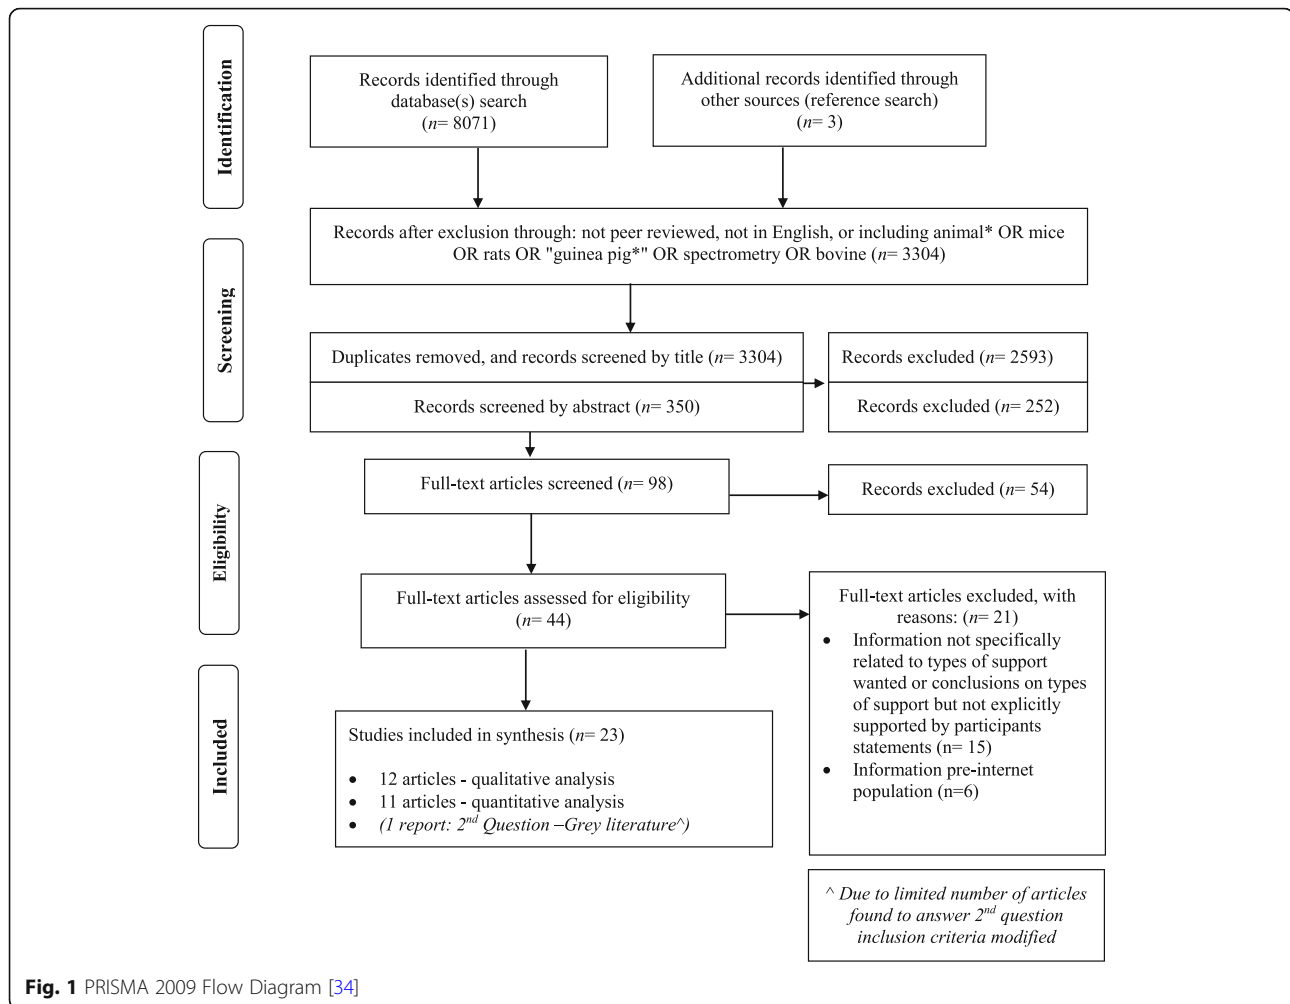 Identification
Records identified through
database(s) search
(n= 8071)
Additional records identified through
other sources (reference search)
(n= 3)
Records after exclusion through: not peer reviewed, not in English, or including animal* OR mice
OR rats OR "guinea pig*" OR spectrometry OR bovine (n= 3304)
Screening
Duplicates removed, and records screened by title (n= 3304)
Records excluded (n= 2593)
Records screened by abstract (n= 350)
Records excluded (n= 252)
Eligibility
Full-text articles screened (n= 98)
Records excluded (n= 54)
Full-text articles assessed for eligibility
(n= 44)
Full-text articles excluded, with
reasons: (n= 21)
• Information not specifically
related to types of support
wanted or conclusions on types
of support but not explicitly
supported by participants
statements (n= 15)
• Information pre-internet
population (n=6)
Included
Studies included in synthesis (n= 23)
• 12 articles - qualitative analysis
• 11 articles - quantitative analysis
• (1 report: 2nd Question –Grey literature^)
^ Due to limited number of articles
found to answer 2nd question
inclusion criteria modified
Fig. 1 PRISMA 2009 Flow Diagram [34]